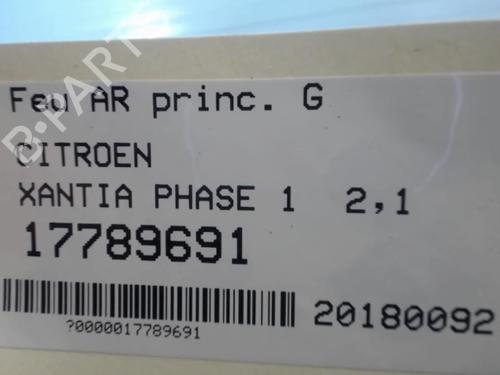 Feu AR princ. G
CITROEN
XANTIA PHASE 1 2,1
17789691
20180092
?0000017789691
B-PARTS